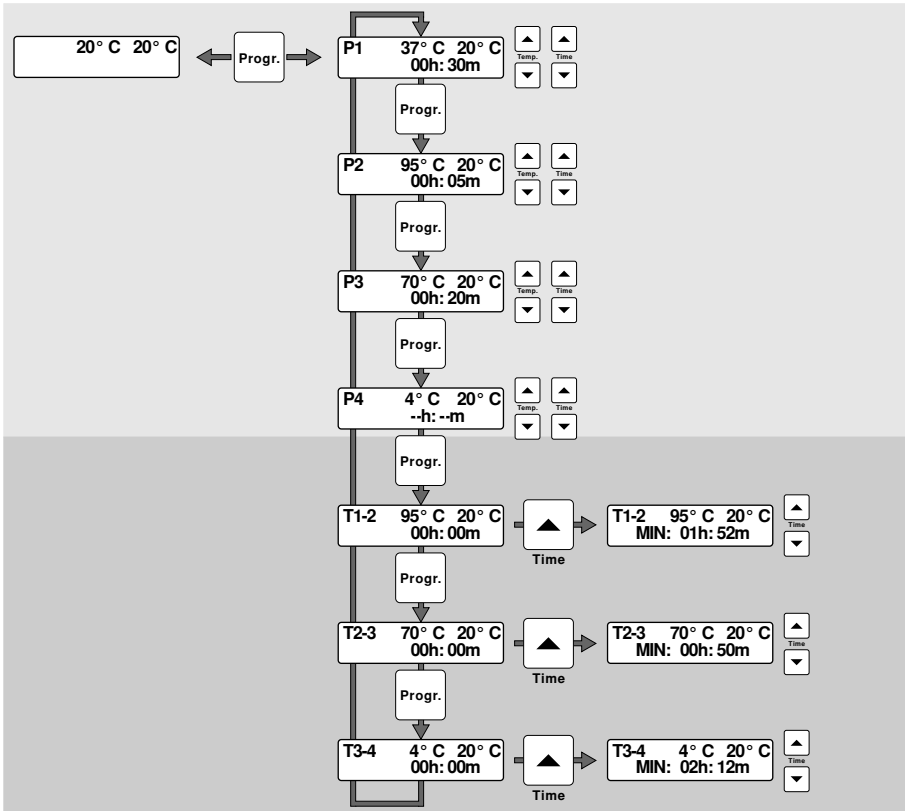 20° C 20° C
Progr.
P1 37° C 20° C
00h: 30m
Temp. Time
Progr.
P2 95° C 20° C
00h: 05m
Temp. Time
Progr.
P3 70° C 20° C
00h: 20m
Temp. Time
Progr.
P4 4° C 20° C
--h: --m
Temp. Time
Progr.
T1-2 95° C 20° C
00h: 00m
Time
T1-2 95° C 20° C
MIN: 01h: 52m
Time
Progr.
T2-3 70° C 20° C
00h: 00m
Time
T2-3 70° C 20° C
MIN: 00h: 50m
Time
Progr.
T3-4 4° C 20° C
00h: 00m
Time
T3-4 4° C 20° C
MIN: 02h: 12m
Time